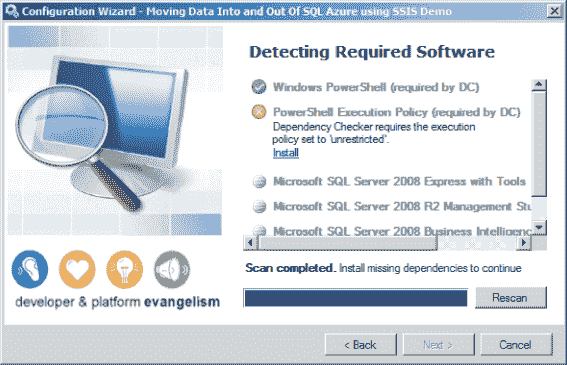 Configuration Wizard - Moving Data Into and Out Of SQL Azure using SSIS Demo
Detecting Required Software
Windows PowerShell (required by DC)
PowerShell Execution Policy (required by DC)
Dependency Checker requires the execution
policy set to 'unrestricted'.
Install
Microsoft SQL Server 2008 Express with Tools
Microsoft SQL Server 2008 R2 Management Stu
Microsoft SQL Server 2008 Business Intelligenc
Scan completed. Install missing dependencies to continue
developer & platform evangelism
Rescan
< Back
Next >
Cancel